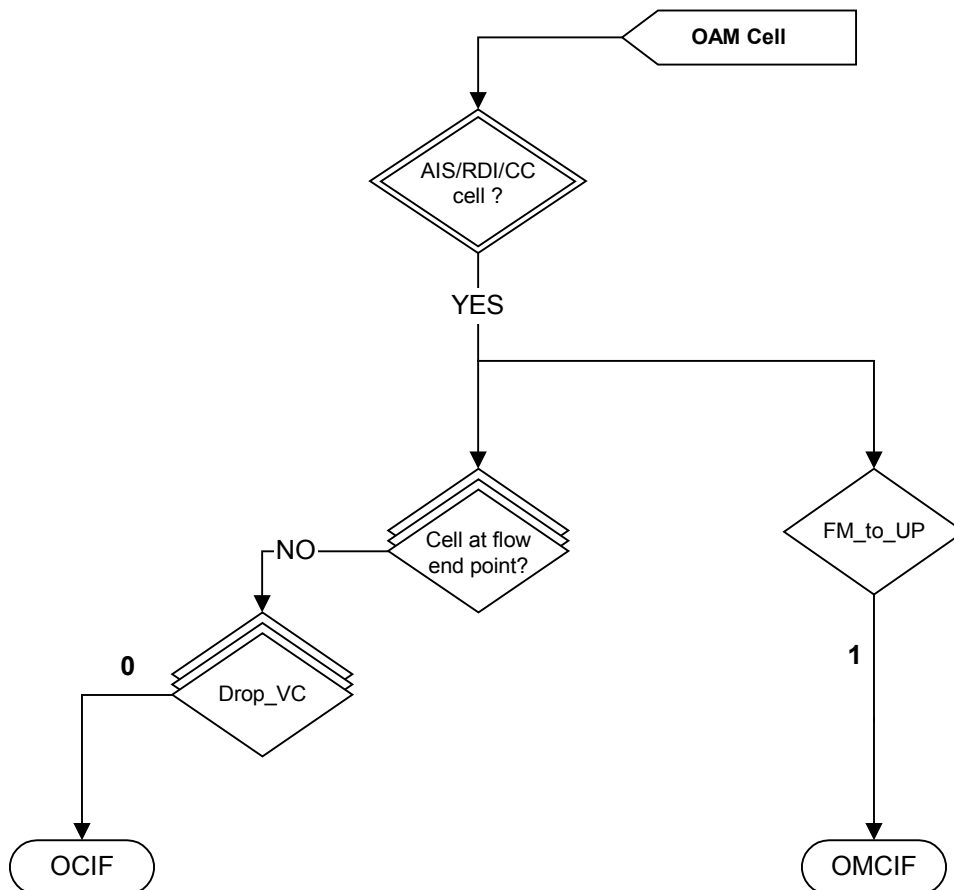 OAM Cell
AIS/RDI/CC
cell ?
YES
Cell at flow
end point?
FM_to_UP
NO
0
Drop_VC
1
OCIF
OMCIF